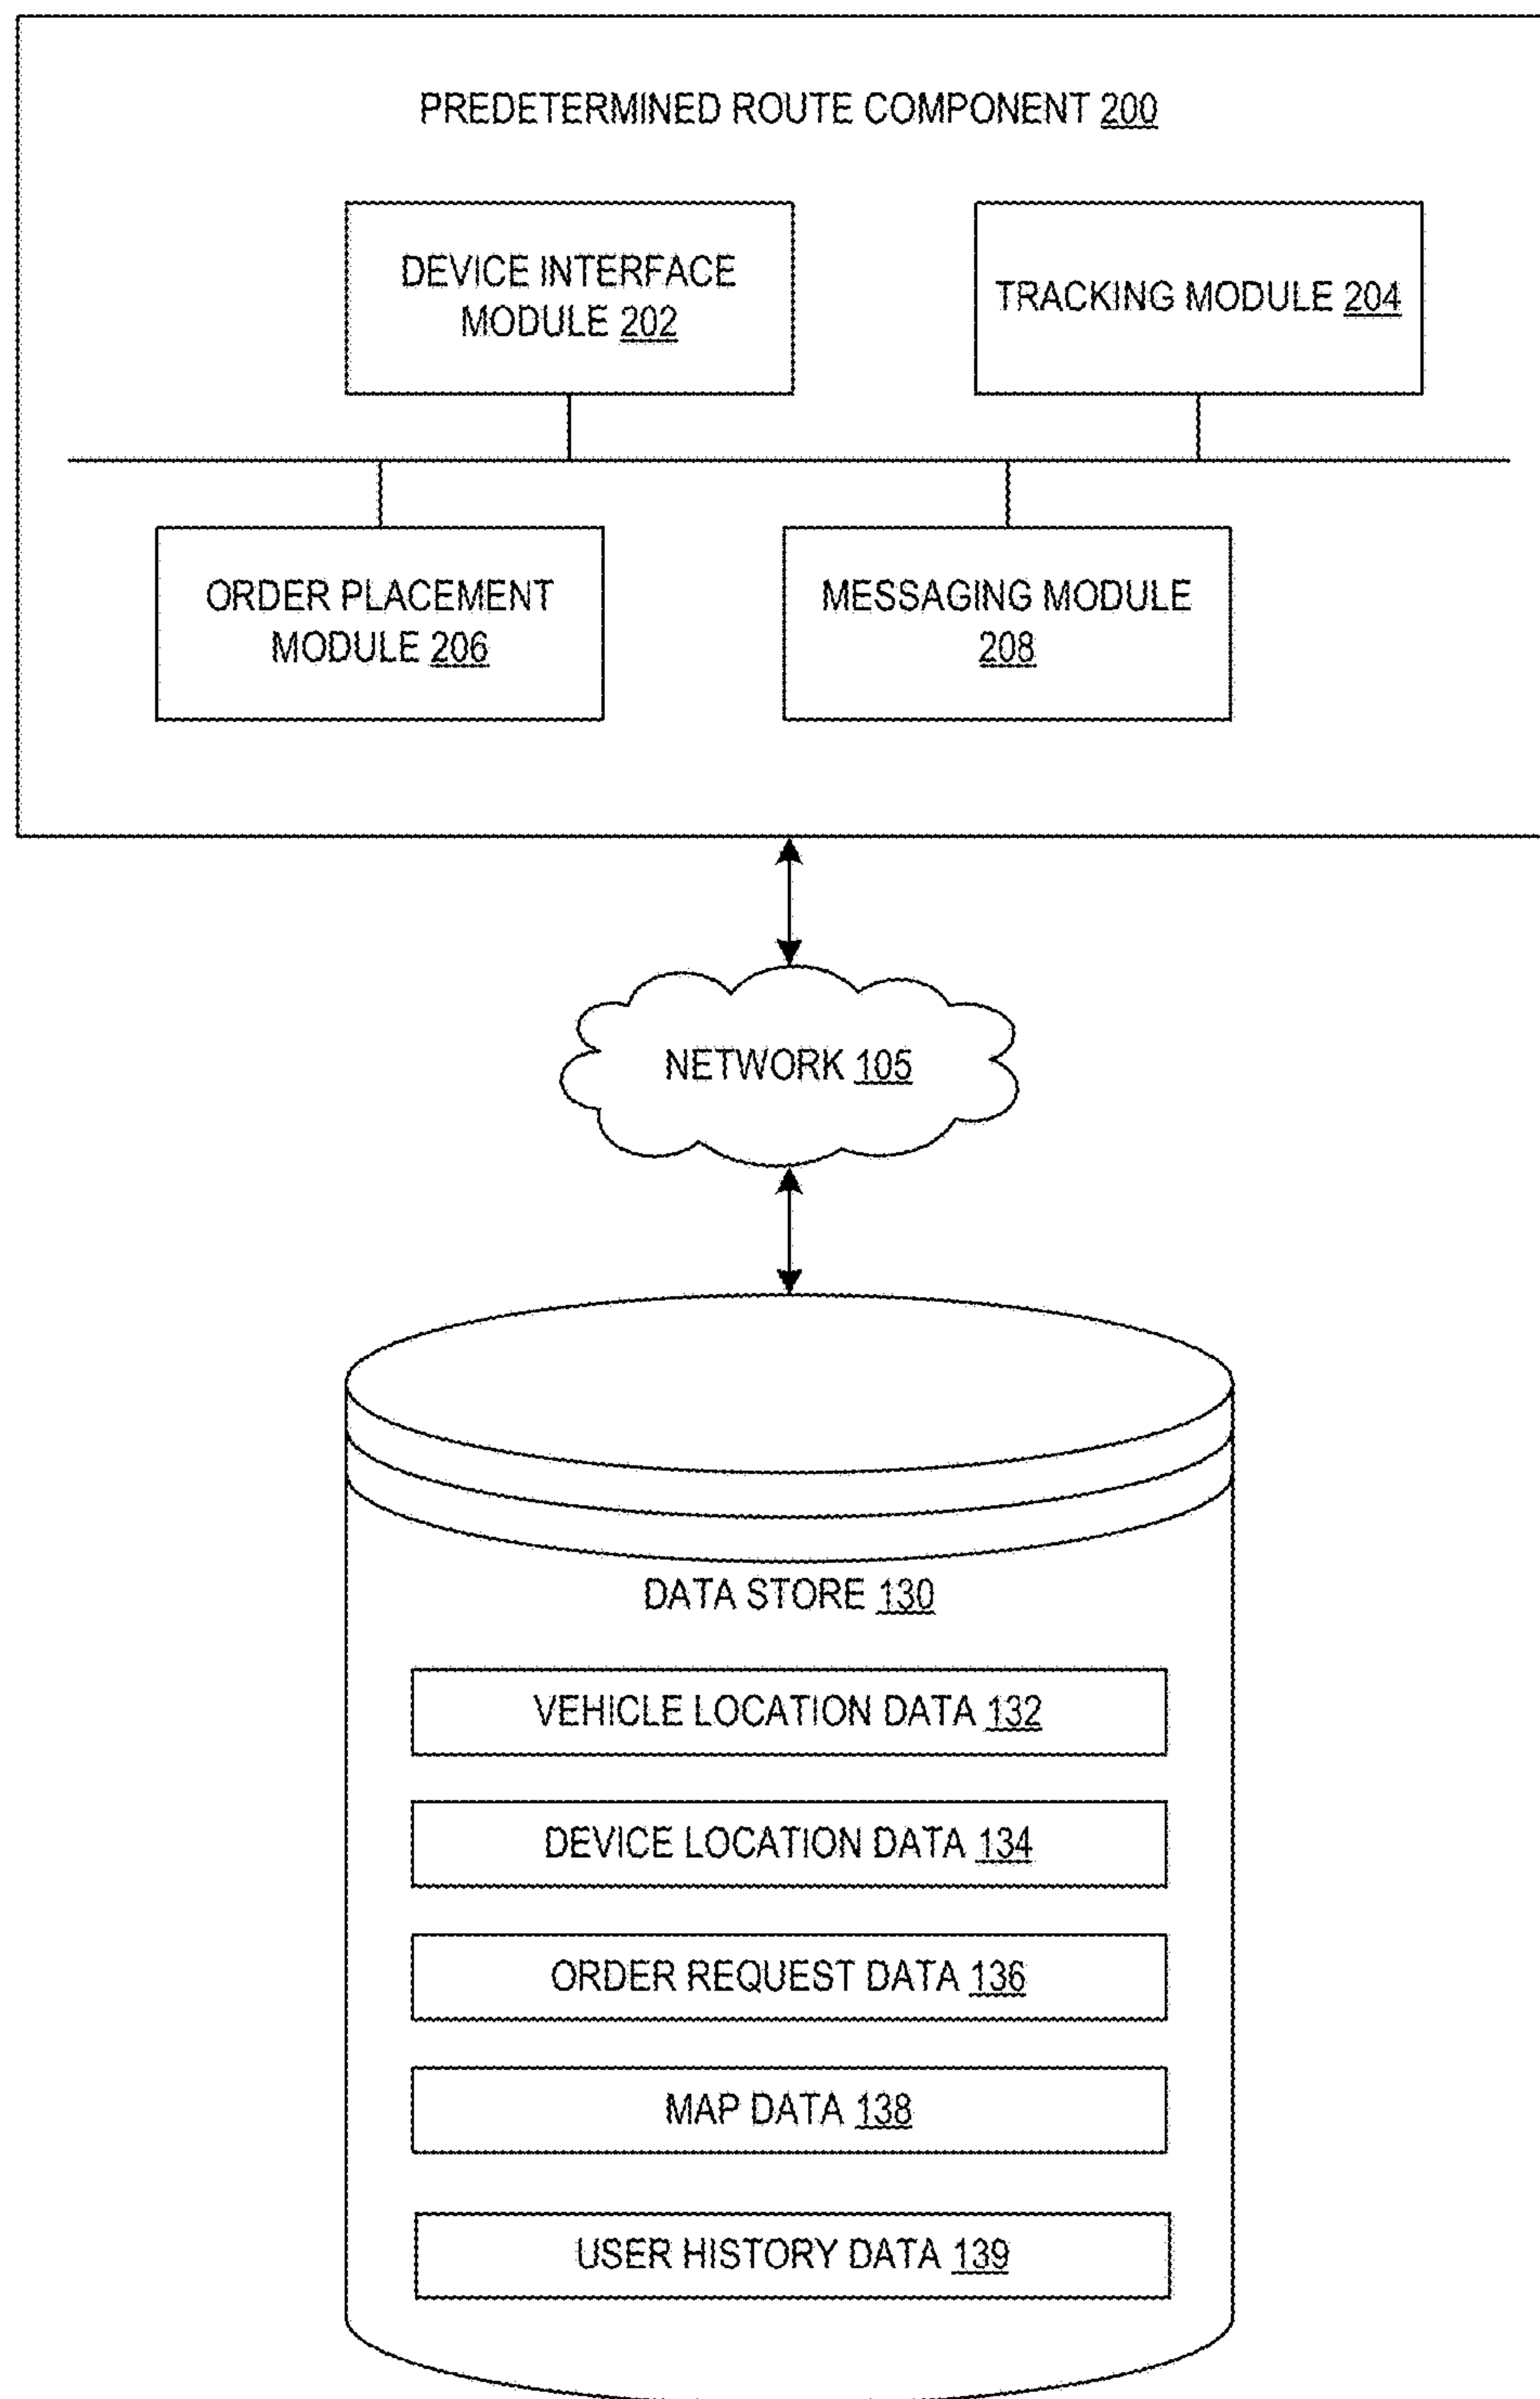 PREDETERMINED ROUTE COMPONENT 200
DEVICE INTERFACE
MODULE 202
TRACKING MODULE 204
ORDER PLACEMENT
MODULE 206
MESSAGING MODULE
208
NETWORK 105
DATA STORE 130
VEHICLE LOCATION DATA 132
DEVICE LOCATION DATA 134
ORDER REQUEST DATA 136
MAP DATA 138
USER HISTORY DATA 139